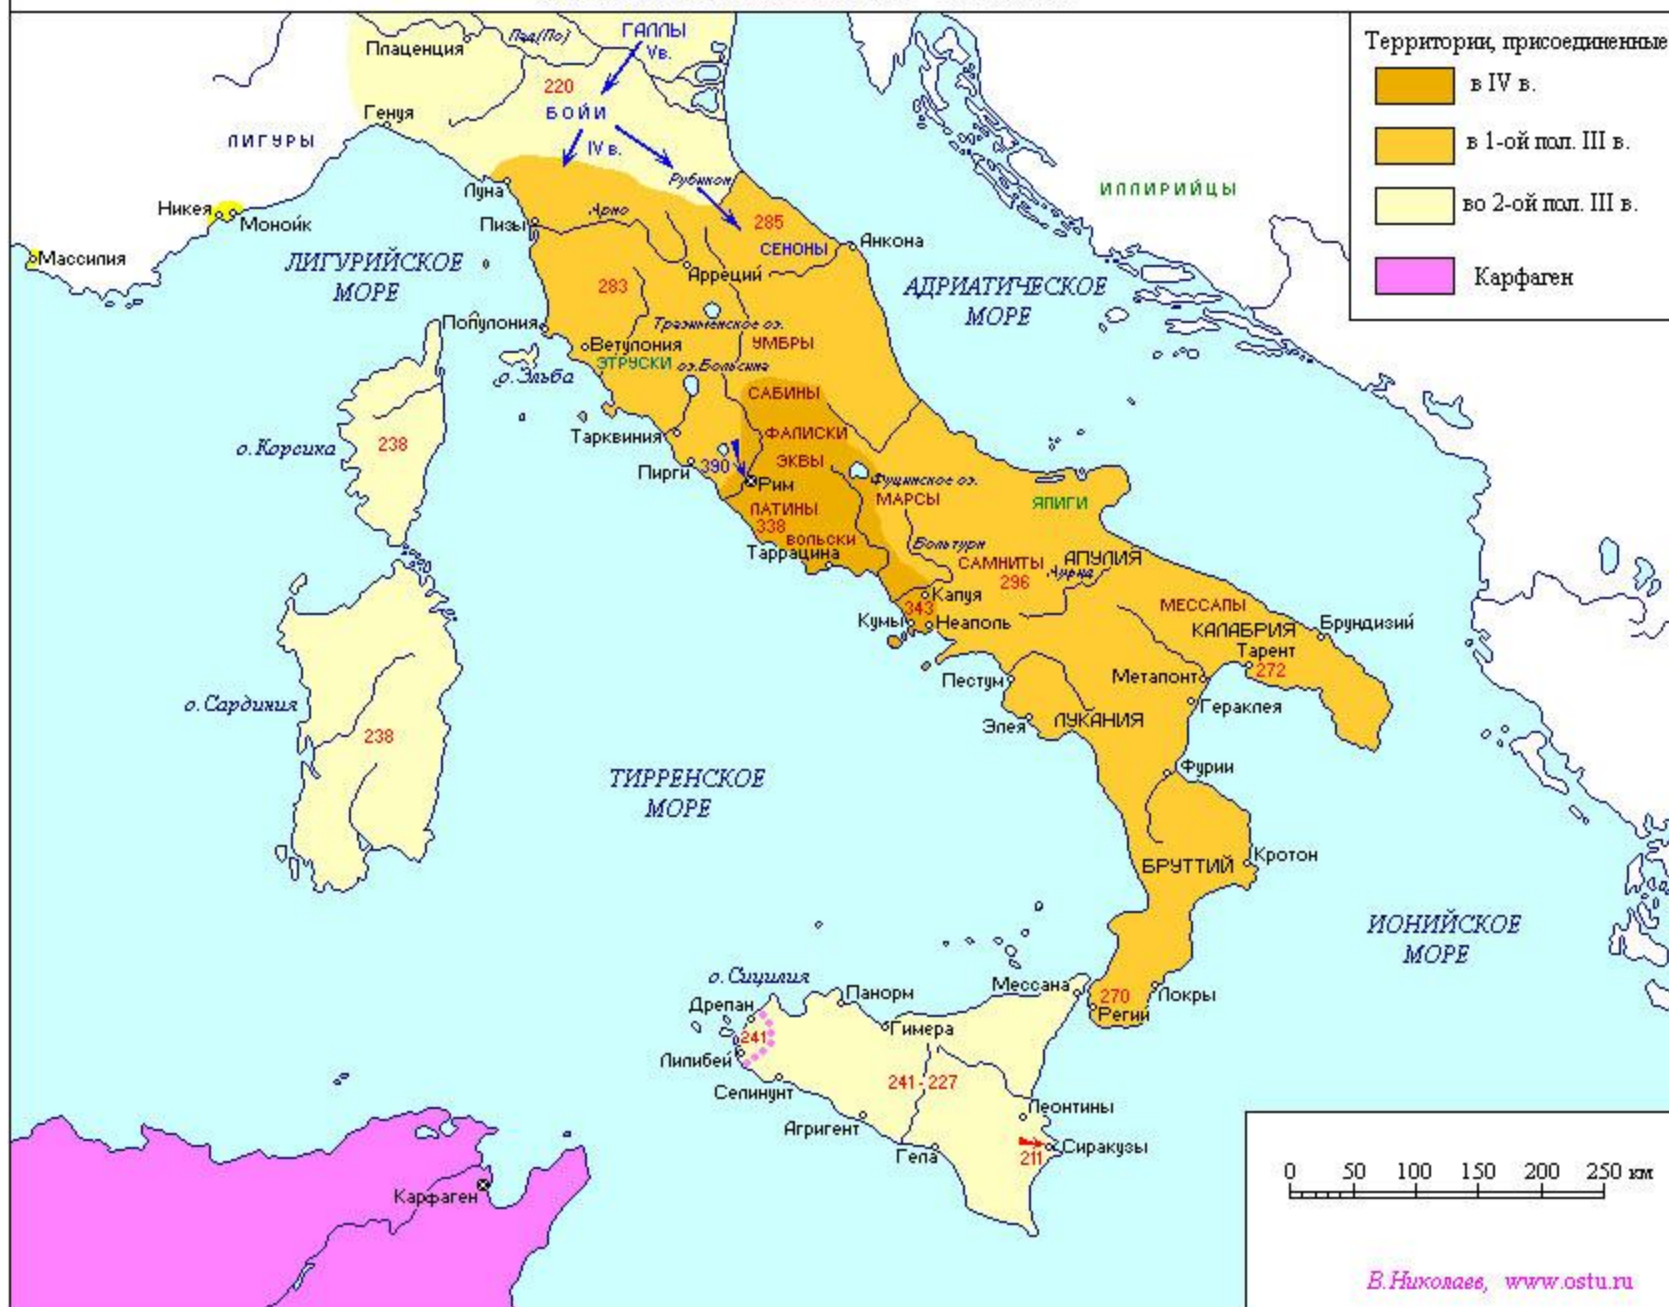 Территории, присоединенные
в IV в.
в 1-ой пол. III в.
во 2-ой пол. III в.
Карфаген
ГАЛЛЫ
Vв.
Плаценция
Пад(По)
220
БОЙИ
Генуя
ЛИГУРЫ
IV в.
Рубикон
Луна
Никея
Монойк
Массилия
Пизы
Арно
285
СЕНОНЫ
Анкона
ИЛЛИРИЙЦЫ
ЛИГУРИЙСКОЕ
МОРЕ
Арреций
283
АДРИАТИЧЕСКОЕ
МОРЕ
Популония
Ветулония
ЭТРУСКИ
УМБРЫ
о.Эльба
САБИНЫ
о.Корсика
238
Тарквиния
ФАЛИСКИ
ЭКВЫ
Пирги
390
Рим
Фуцинское оз.
МАРСЫ
ЯПИГИ
ЛАТИНЫ
338
ВОЛЬСКИ
Таррацина
Вольтурн
САМНИТЫ
296
АПУЛИЯ
Капуя
343
Кумы
Неаполь
МЕССАПЫ
КАЛАБРИЯ
Брундизий
Тарент
272
Пестум
Метапонт
Гераклея
Элея
ЛУКАНИЯ
о.Сардиния
238
ТИРРЕНСКОЕ
МОРЕ
Фурии
БРУТТИЙ
Кротон
ИОНИЙСКОЕ
МОРЕ
о.Сицилия
Мессана
270
Локры
Регий
Дрепан
Панорм
Гимера
241
Лилибей
Селинунт
241-227
Агригент
Леонтины
Гела
Сиракузы
211
Карфаген
0 50 100 150 200 250 км
В.Николаев, www.ostu.ru